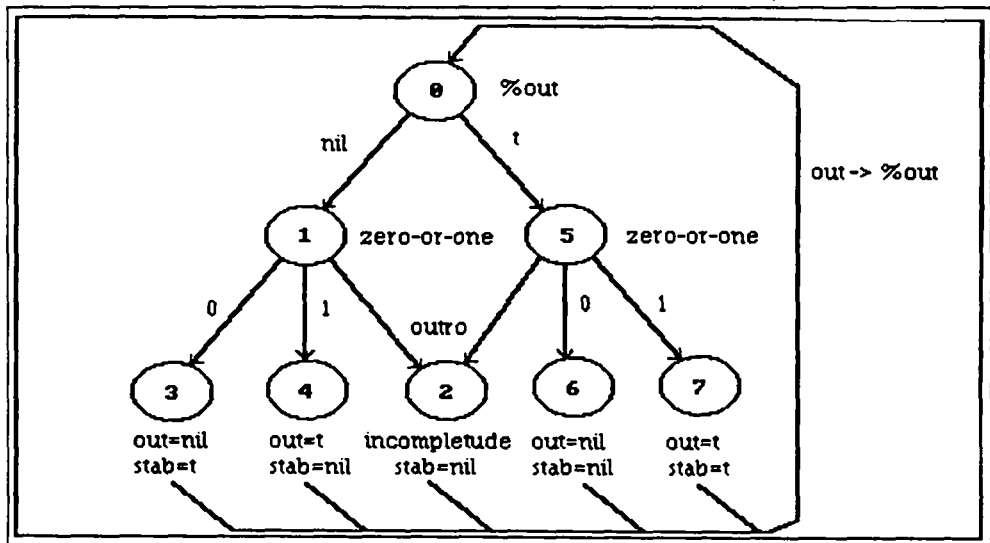 0 %out
nil t
out -> %out
1 zero-or-one 5 zero-or-one
0 1 outro 0 1
3 4 2 6 7
out=nil out=t incompletude out=nil out=t
stab=t stab=nil stab=nil stab=nil stab=t